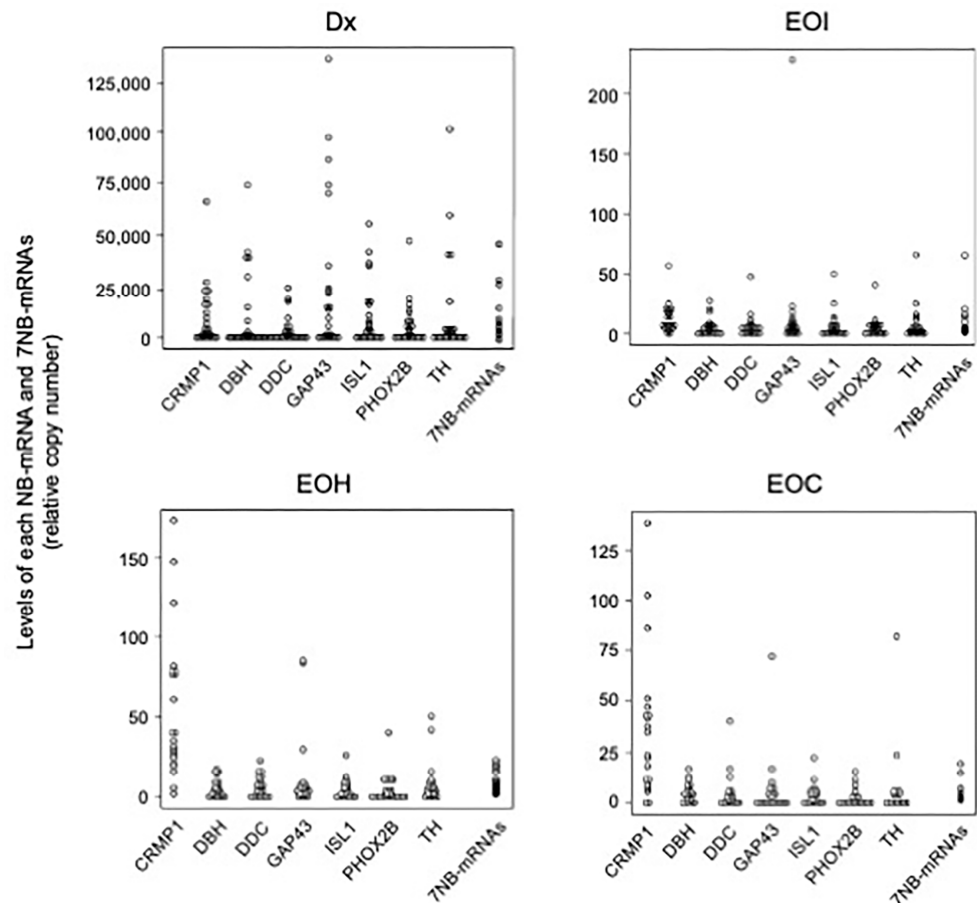 Levels of each NB-mRNA and 7NB-mRNAs
(relative copy number)
Dx
125,000
100,000
75,000
50,000
25,000
0
CRMP1
DBH
DDC
GAP43
ISL1
PHOX2B
TH
7NB-mRNAs
EOI
200
150
100
50
0
CRMP1
DBH
DDC
GAP43
ISL1
PHOX2B
TH
7NB-mRNAs
EOH
150
100
50
0
CRMP1
DBH
DDC
GAP43
ISL1
PHOX2B
TH
7NB-mRNAs
EOC
125
100
75
50
25
0
CRMP1
DBH
DDC
GAP43
ISL1
PHOX2B
TH
7NB-mRNAs